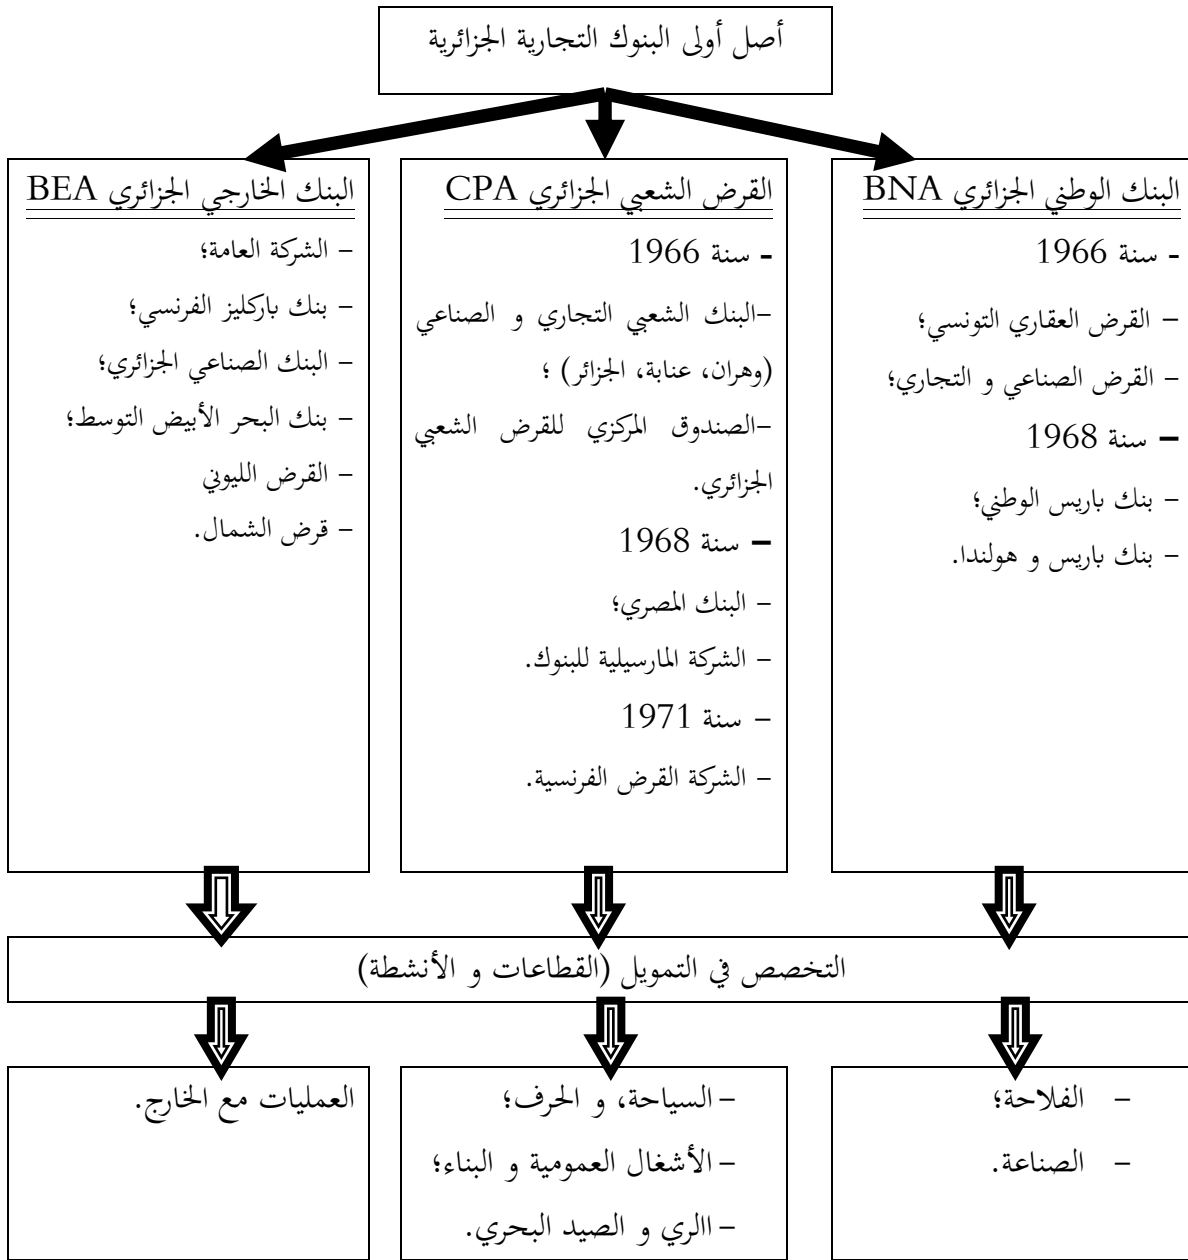 أصل أولى البنوك التجارية الجزائرية
البنك الوطني الجزائري BNA
- سنة 1966
- القرض العقاري التونسي؛
- القرض الصناعي و التجاري؛
- سنة 1968
- بنك باريس الوطني؛
- بنك باريس و هولندا.
القرض الشعبي الجزائري CPA
- سنة 1966
-البنك الشعبي التجاري و الصناعي
(وهران، عنابة، الجزائر) ؛
-الصندوق المركزي للقرض الشعبي
الجزائري.
- سنة 1968
- البنك المصري؛
- الشركة المارسيلية للبنوك.
- سنة 1971
- الشركة القرض الفرنسية.
البنك الخارجي الجزائري BEA
- الشركة العامة؛
- بنك باركليز الفرنسي؛
- البنك الصناعي الجزائري؛
- بنك البحر الأبيض التوسط؛
- القرض الليوني
- قرض الشمال.
التخصص في التمويل (القطاعات و الأنشطة)
- الفلاحة؛
- الصناعة.
- السياحة، و الحرف؛
- الأشغال العمومية و البناء؛
- االري و الصيد البحري.
العمليات مع الخارج.